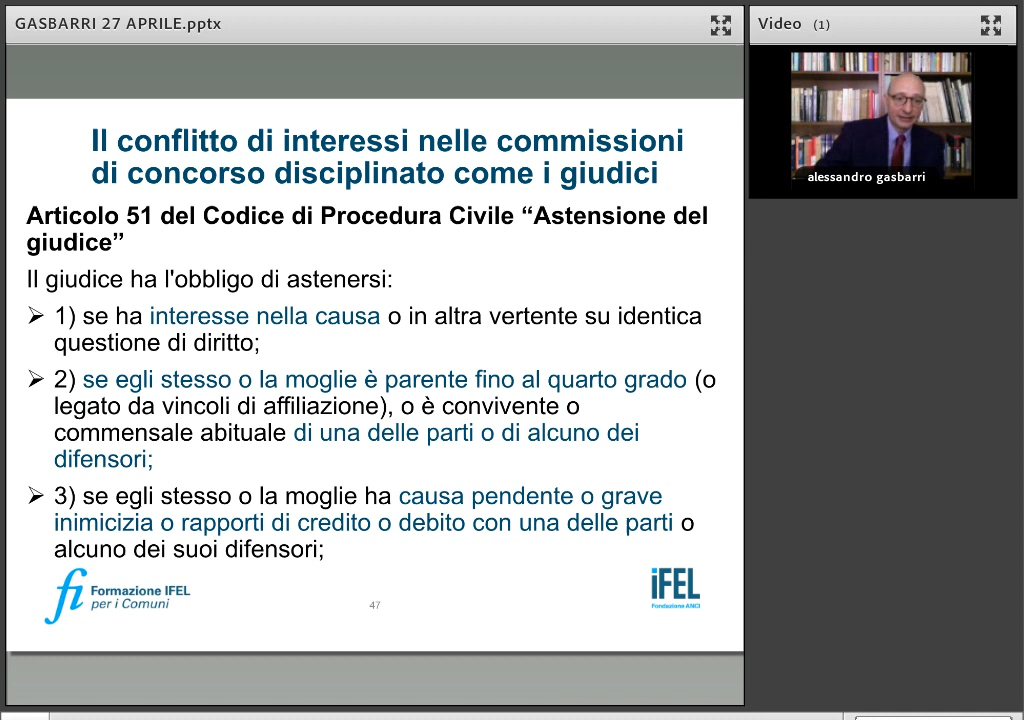 GASBARRI 27 APRILE.pptx
Video (1)
alessandro gasbarri
Il conflitto di interessi nelle commissioni
di concorso disciplinato come i giudici
Articolo 51 del Codice di Procedura Civile “Astensione del
giudice”
Il giudice ha l'obbligo di astenersi:
➢ 1) se ha interesse nella causa o in altra vertente su identica
questione di diritto;
➢ 2) se egli stesso o la moglie è parente fino al quarto grado (o
legato da vincoli di affiliazione), o è convivente o
commensale abituale di una delle parti o di alcuno dei
difensori;
➢ 3) se egli stesso o la moglie ha causa pendente o grave
inimicizia o rapporti di credito o debito con una delle parti o
alcuno dei suoi difensori;
fi Formazione IFEL
per i Comuni
47
iFEL
Fondazione ANCI